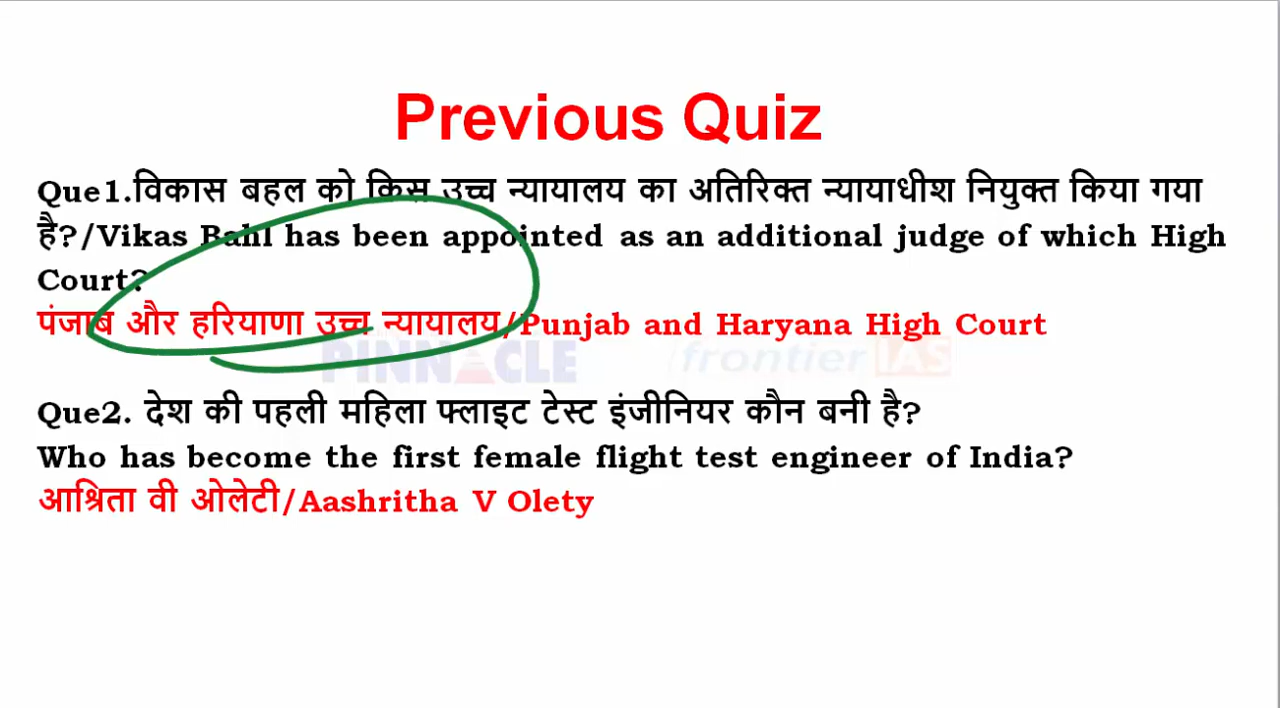 Previous Quiz
Que1.विकास बहल को किस उच्च न्यायालय का अतिरिक्त न्यायाधीश नियुक्त किया गया
है?/Vikas Bahl has been appointed as an additional judge of which High
Court?
पंजाब और हरियाणा उच्च न्यायालय/Punjab and Haryana High Court
PINNACLE frontier IAS
Que2. देश की पहली महिला फ्लाइट टेस्ट इंजीनियर कौन बनी है?
Who has become the first female flight test engineer of India?
आश्रिता वी ओलेटी/Aashritha V Olety